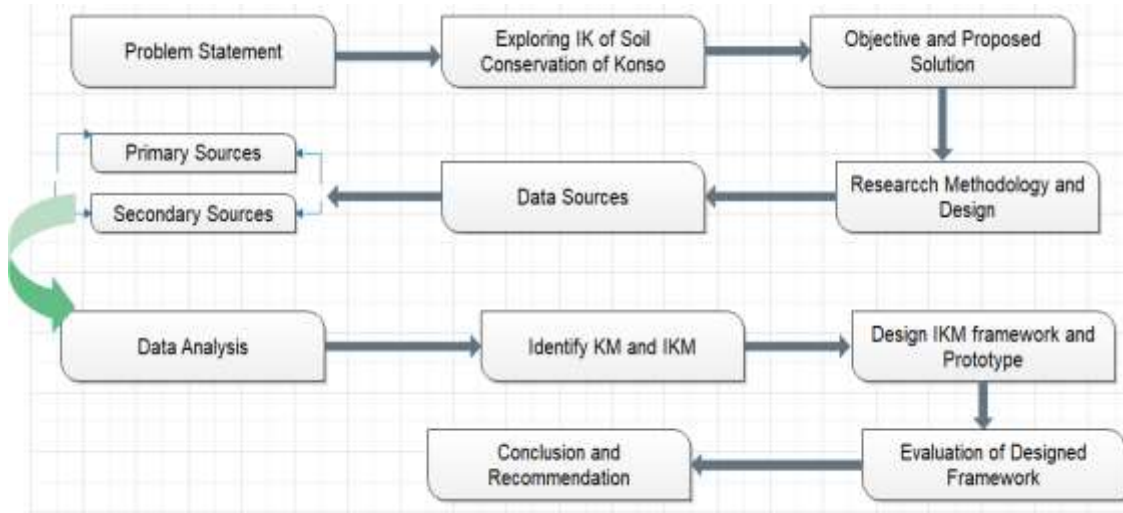 Problem Statement
Exploring IK of Soil
Conservation of Konso
Objective and Proposed
Solution
Primary Sources
Secondary Sources
Data Sources
Researcch Methodology and
Design
Data Analysis
Identify KM and IKM
Design IKM framework and
Prototype
Conclusion and
Recommendation
Evaluation of Designed
Framework